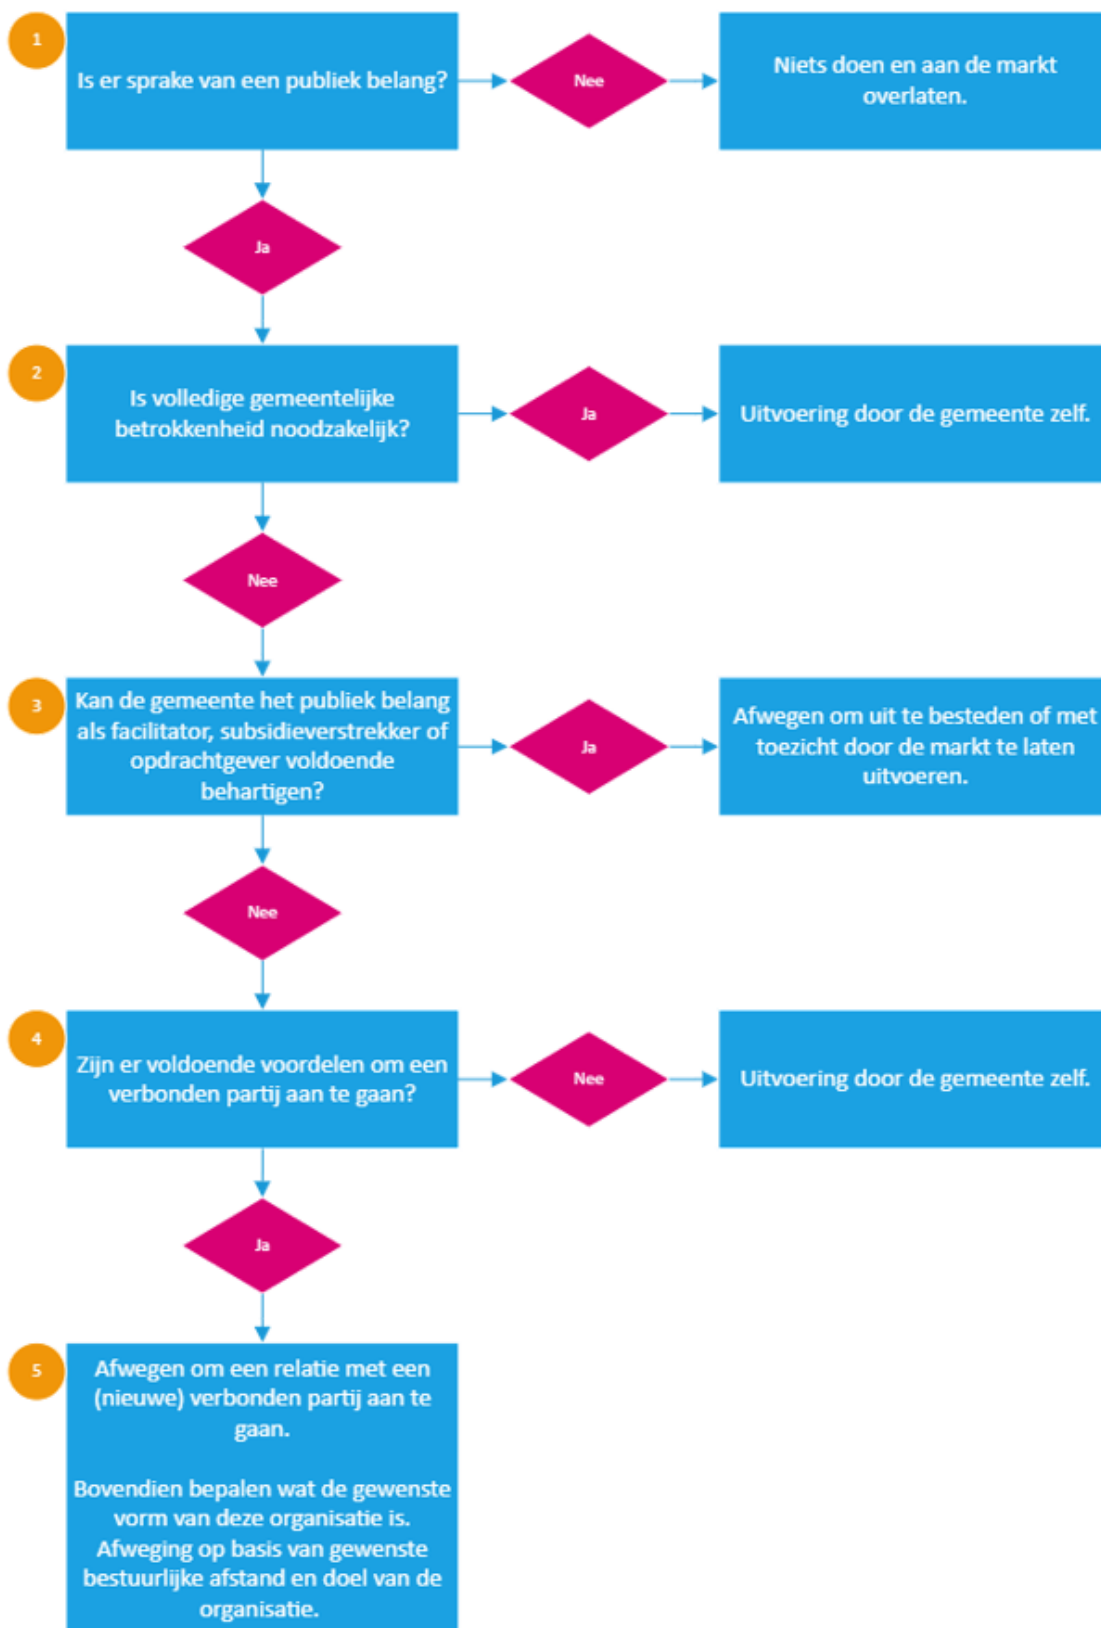 1
Is er sprake van een publiek belang?
Nee
Niets doen en aan de markt
overlaten.
Ja
2
Is volledige gemeentelijke
betrokkenheid noodzakelijk?
Ja
Uitvoering door de gemeente zelf.
Nee
3
Kan de gemeente het publiek belang
als facilitator, subsidieverstrekker of
opdrachtgever voldoende
behartigen?
Ja
Afwegen om uit te besteden of met
toezicht door de markt te laten
uitvoeren.
Nee
4
Zijn er voldoende voordelen om een
verbonden partij aan te gaan?
Nee
Uitvoering door de gemeente zelf.
Ja
5
Afwegen om een relatie met een
(nieuwe) verbonden partij aan te
gaan.
Bovendien bepalen wat de gewenste
vorm van deze organisatie is.
Afweging op basis van gewenste
bestuurlijke afstand en doel van de
organisatie.